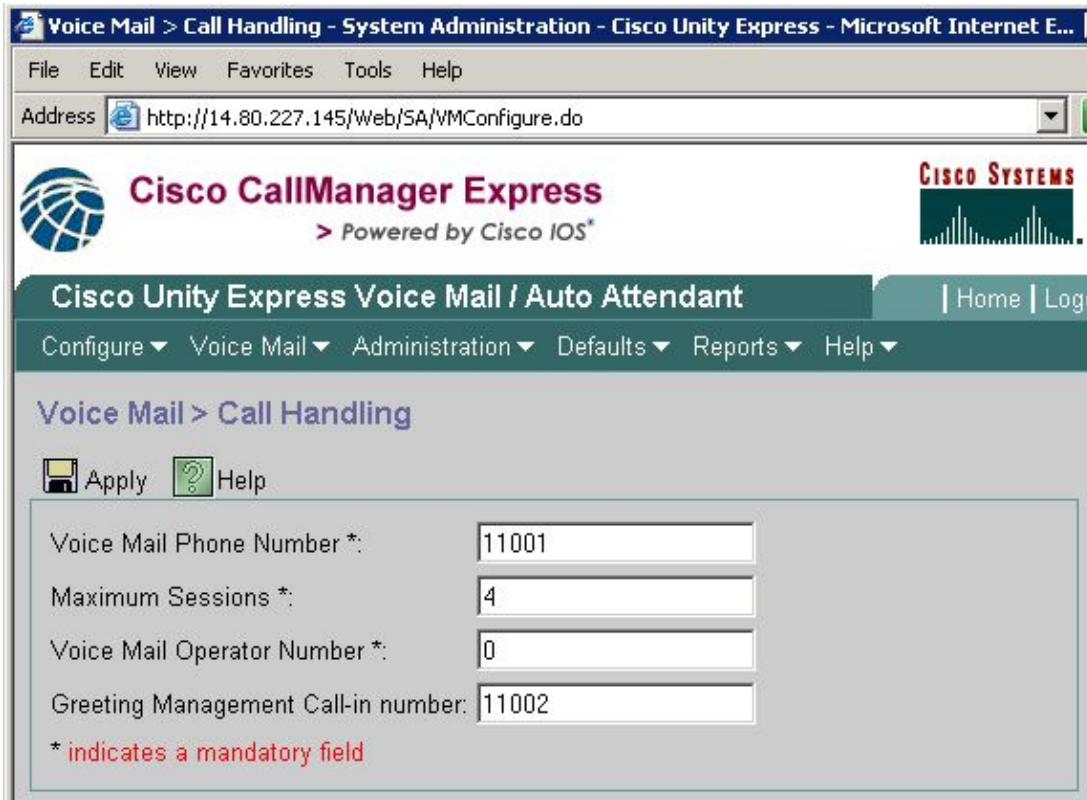 Voice Mail > Call Handling - System Administration - Cisco Unity Express - Microsoft Internet E...
File Edit View Favorites Tools Help
Address http://14.80.227.145/Web/SA/VMConfigure.do
Cisco CallManager Express
> Powered by Cisco IOS*
CISCO SYSTEMS
Cisco Unity Express Voice Mail / Auto Attendant
| Home | Log
Configure Voice Mail Administration Defaults Reports Help
Voice Mail > Call Handling
Apply ? Help
Voice Mail Phone Number *: 11001
Maximum Sessions *: 4
Voice Mail Operator Number *: 0
Greeting Management Call-in number: 11002
* indicates a mandatory field